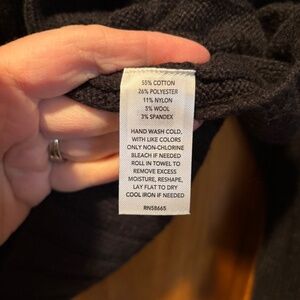 55% COTTON
26% POLYESTER
11% NYLON
5% WOOL
3% SPANDEX
HAND WASH COLD,
WITH LIKE COLORS
ONLY NON-CHLORINE
BLEACH IF NEEDED
ROLL IN TOWEL TO
REMOVE EXCESS
MOISTURE, RESHAPE,
LAY FLAT TO DRY
COOL IRON IF NEEDED
RN58665